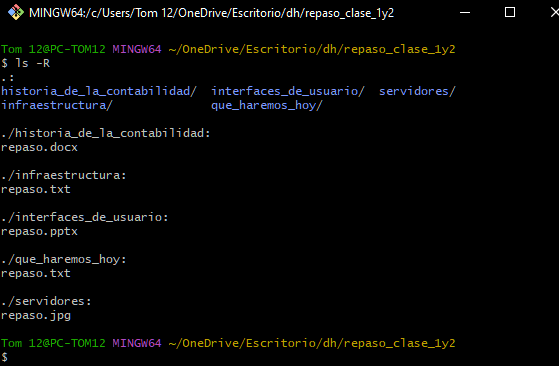 MINGW64:/c/Users/Tom 12/OneDrive/Escritorio/dh/repaso_clase_1y2
Tom 12@PC-TOM12 MINGW64 ~/OneDrive/Escritorio/dh/repaso_clase_1y2
$ ls -R
.:
historia_de_la_contabilidad/  interfaces_de_usuario/  servidores/
infraestructura/              que_haremos_hoy/
./historia_de_la_contabilidad:
repaso.docx
./infraestructura:
repaso.txt
./interfaces_de_usuario:
repaso.pptx
./que_haremos_hoy:
repaso.txt
./servidores:
repaso.jpg
Tom 12@PC-TOM12 MINGW64 ~/OneDrive/Escritorio/dh/repaso_clase_1y2
$